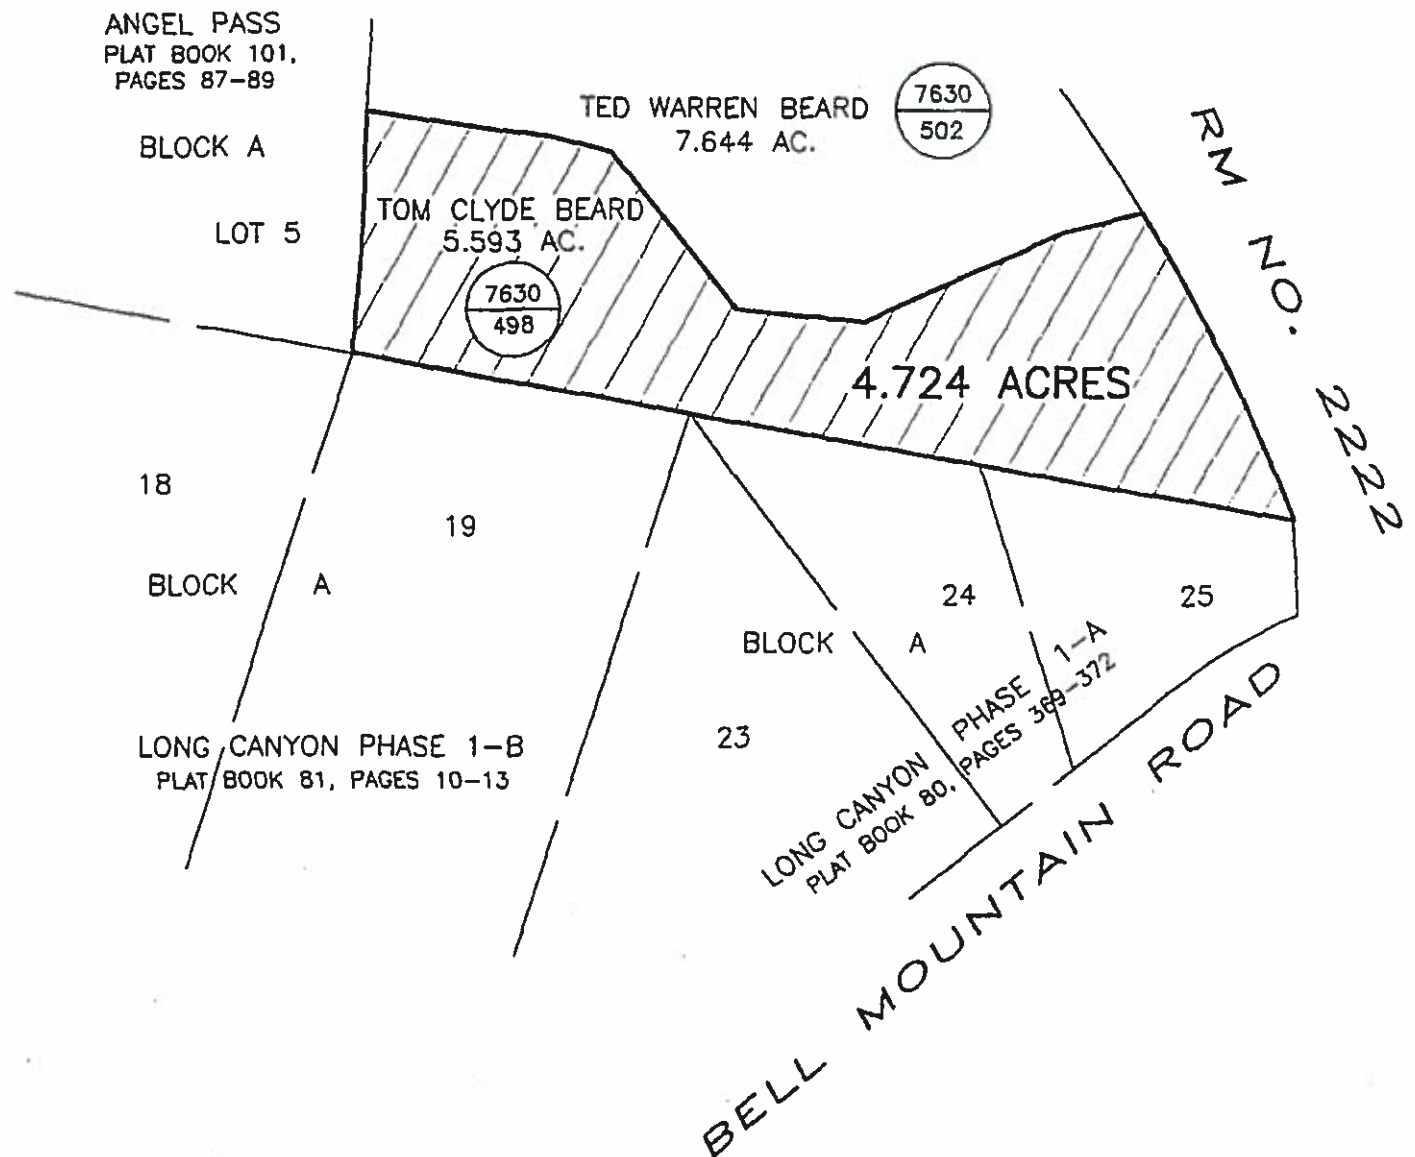 ANGEL PASS
PLAT BOOK 101,
PAGES 87-89
BLOCK A
LOT 5
TED WARREN BEARD
7.644 AC.
7630
502
RM NO. 2222
TOM CLYDE BEARD
5.593 AC.
7630
498
4.724 ACRES
18
19
BLOCK A
24
25
BLOCK A
23
LONG CANYON PHASE 1-B
PLAT BOOK 81, PAGES 10-13
LONG CANYON PHASE 1-A
PLAT BOOK 80, PAGES 369-372
BELL MOUNTAIN ROAD